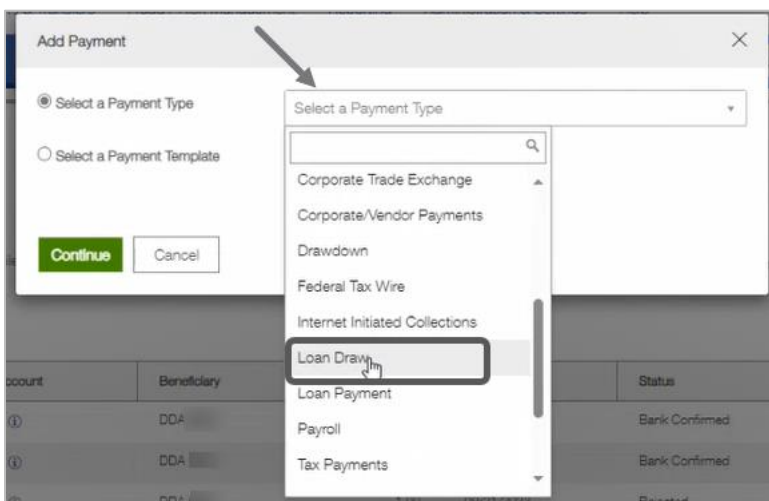 Add Payment
Select a Payment Type
Select a Payment Type
Select a Payment Template
Corporate Trade Exchange
Corporate/Vendor Payments
Drawdown
Continue
Cancel
Federal Tax Wire
Internet Initiated Collections
Loan Draw
Loan Payment
Payroll
Tax Payments
Beneficiary
Status
DDA
Bank Confirmed
DDA
Bank Confirmed